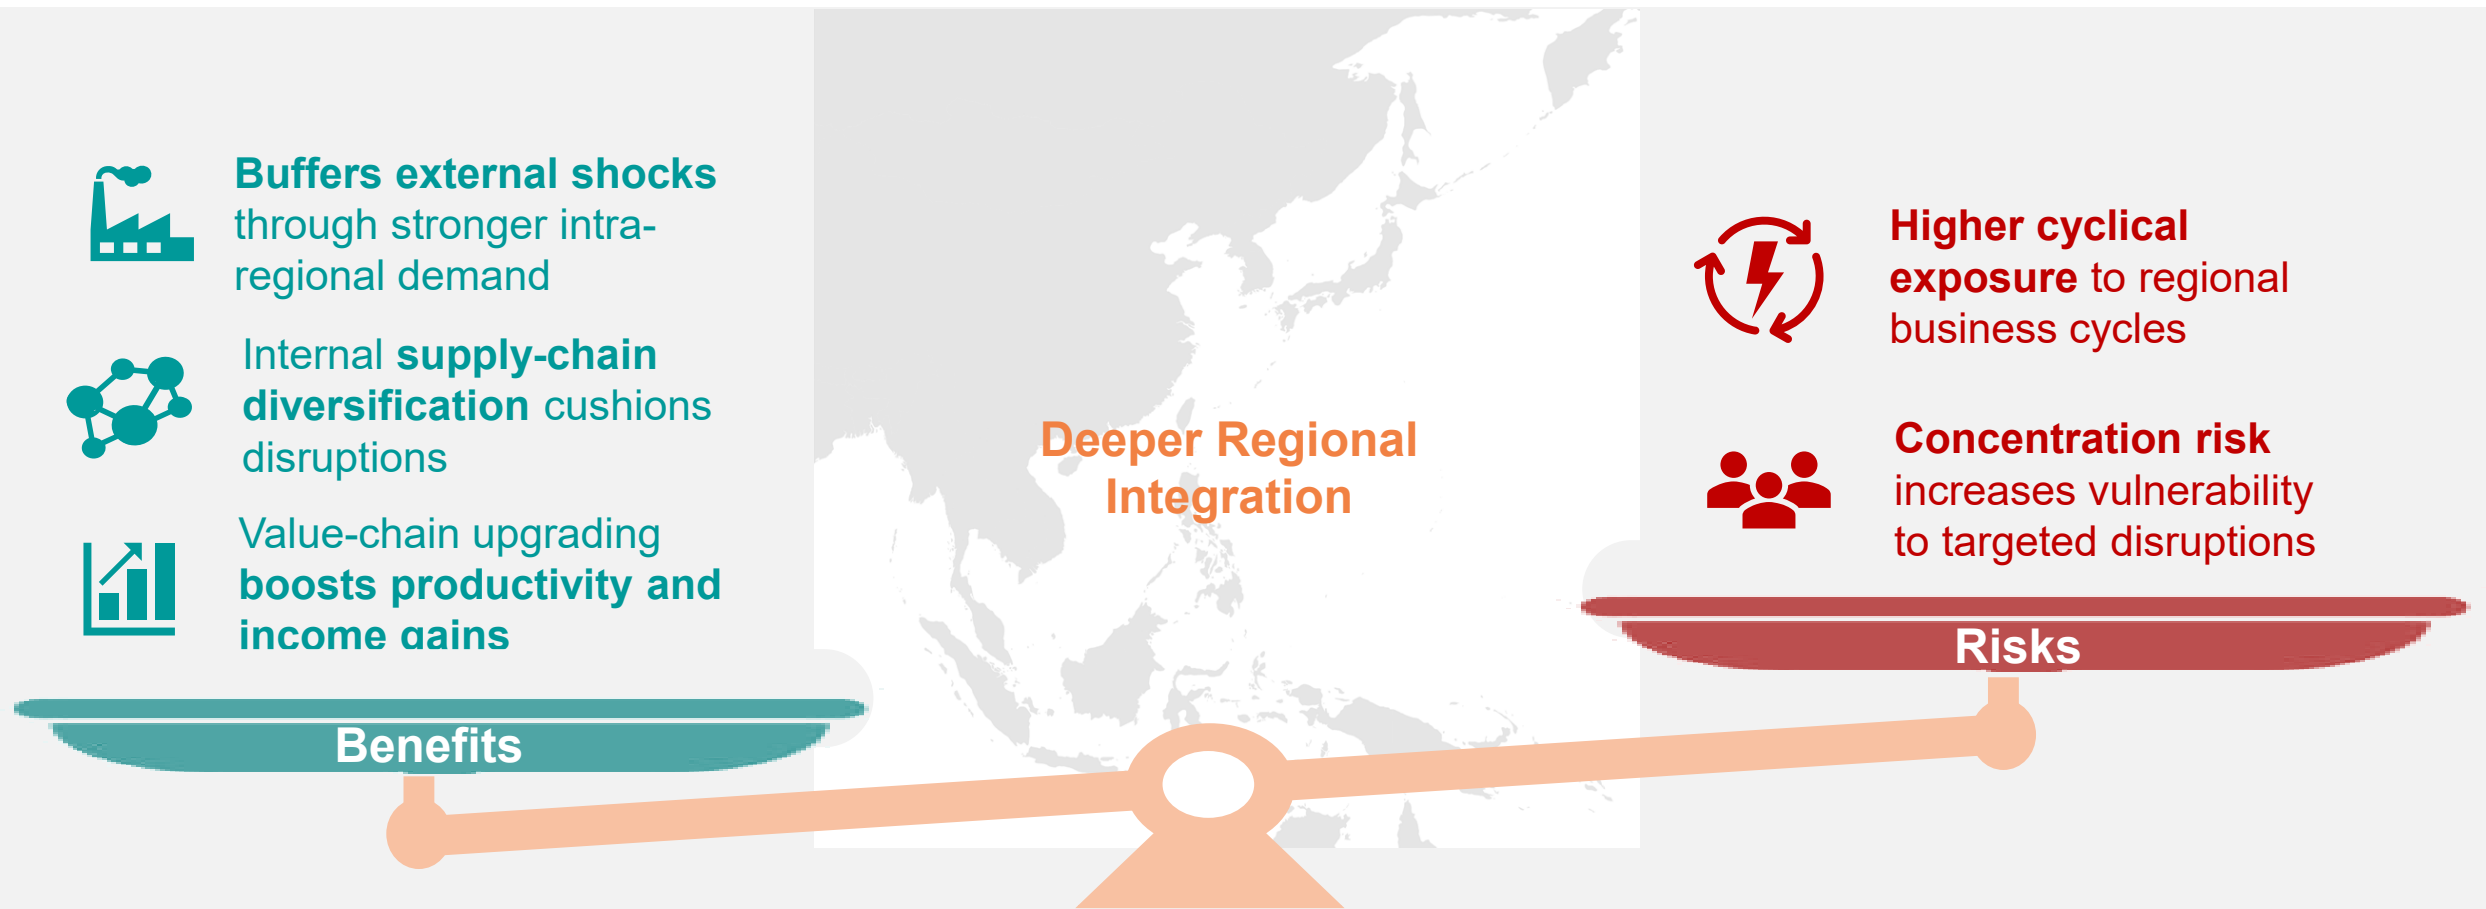 Buffers external shocks
through stronger intra-
regional demand
Internal supply-chain
diversification cushions
disruptions
Value-chain upgrading
boosts productivity and
income gains
Benefits
Deeper Regional
Integration
Higher cyclical
exposure to regional
business cycles
Concentration risk
increases vulnerability
to targeted disruptions
Risks